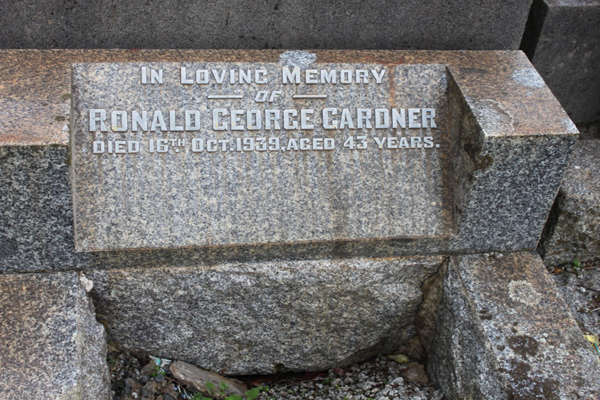 IN LOVING MEMORY
OF
RONALD GEORGE GARDNER
DIED 16TH OCT. 1939, AGED 43 YEARS.